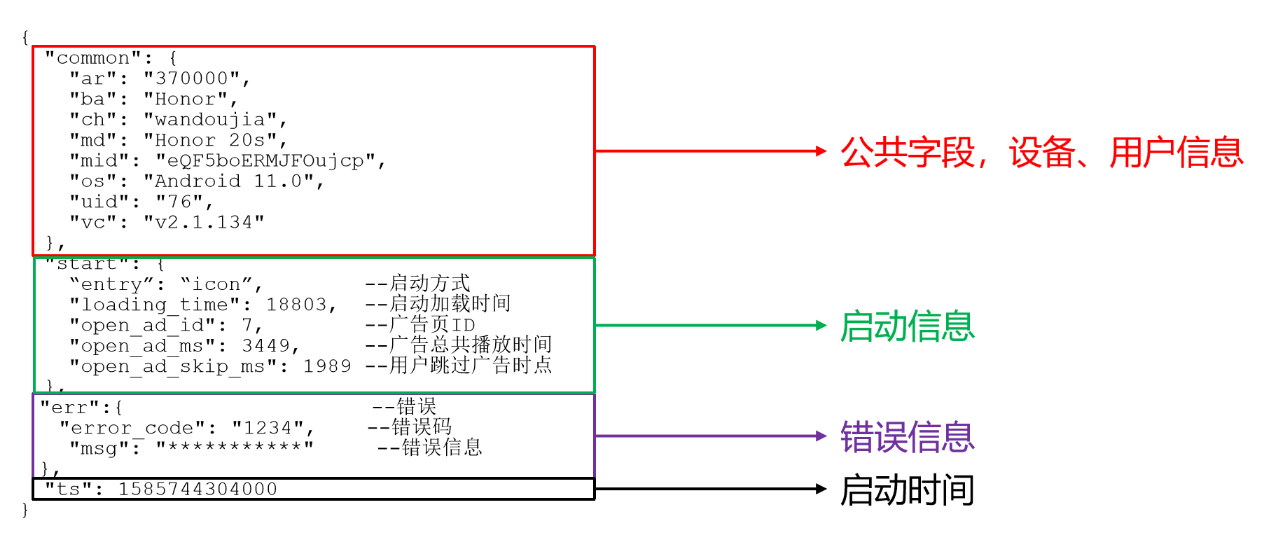 {
"common": {
"ar": "370000",
"ba": "Honor",
"ch": "wandoujia",
"md": "Honor 20s",
"mid": "eQF5boERMJFOujcp",
"os": "Android 11.0",
"uid": "76",
"vc": "v2.1.134"
},
公共字段，设备、用户信息
"start": {
“entry”: “icon”, --启动方式
"loading_time": 18803, --启动加载时间
"open_ad_id": 7, --广告页ID
"open_ad_ms": 3449, --广告总共播放时间
"open_ad_skip_ms": 1989 --用户跳过广告时点
},
启动信息
"err":{ --错误
"error_code": "1234", --错误码
"msg": "***********" --错误信息
},
错误信息
"ts": 1585744304000
启动时间
}